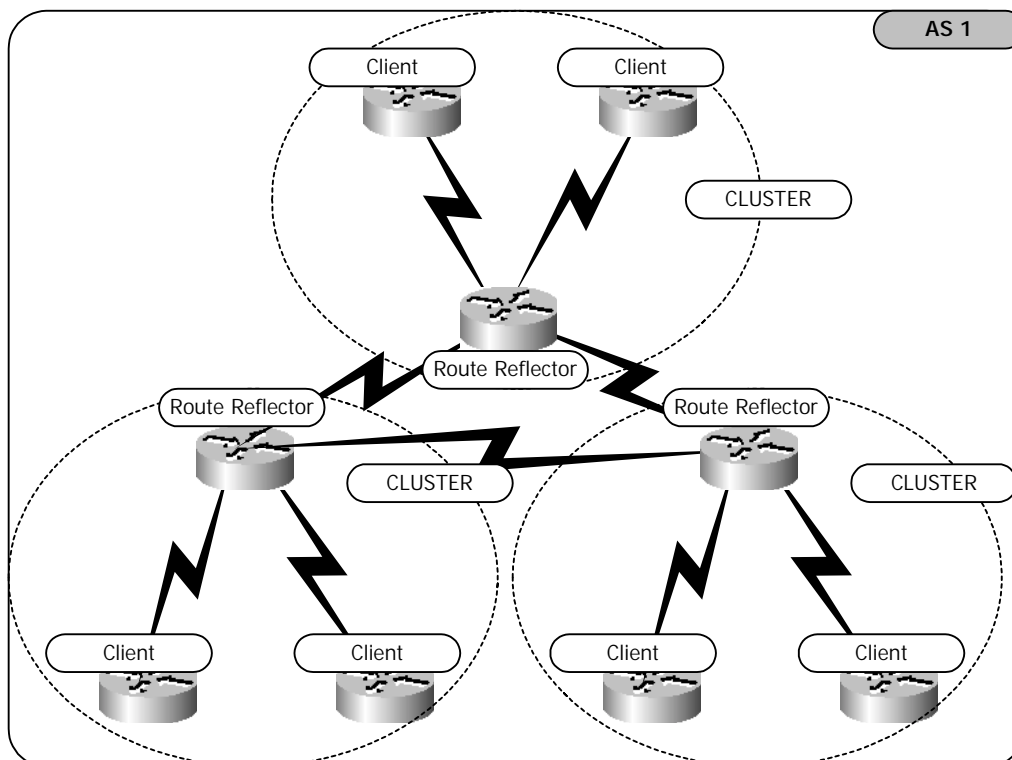 AS 1
Client
Client
CLUSTER
Route Reflector
Route Reflector
Route Reflector
CLUSTER
CLUSTER
Client
Client
Client
Client